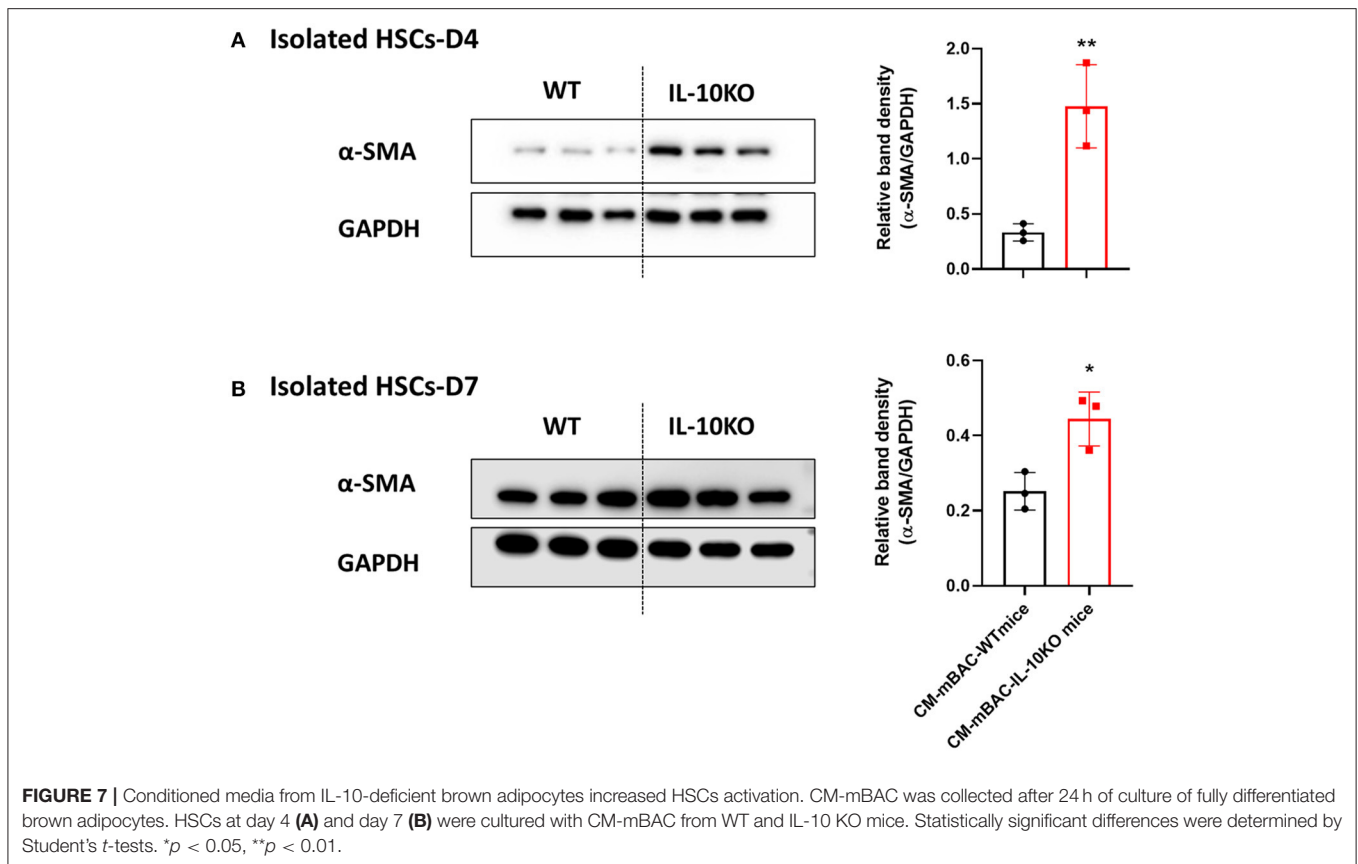 A Isolated HSCs-D4
WT IL-10KO
α-SMA
GAPDH
Relative band density
(α-SMA/GAPDH)
2.0
1.5
1.0
0.5
0.0
**
B Isolated HSCs-D7
WT IL-10KO
α-SMA
GAPDH
Relative band density
(α-SMA/GAPDH)
0.6
0.4
0.2
0.0
*
CM-mBAC-WTmice
CM-mBAC-IL-10KO mice
FIGURE 7 | Conditioned media from IL-10-deficient brown adipocytes increased HSCs activation. CM-mBAC was collected after 24 h of culture of fully differentiated
brown adipocytes. HSCs at day 4 (A) and day 7 (B) were cultured with CM-mBAC from WT and IL-10 KO mice. Statistically significant differences were determined by
Student's t-tests. *p < 0.05, **p < 0.01.